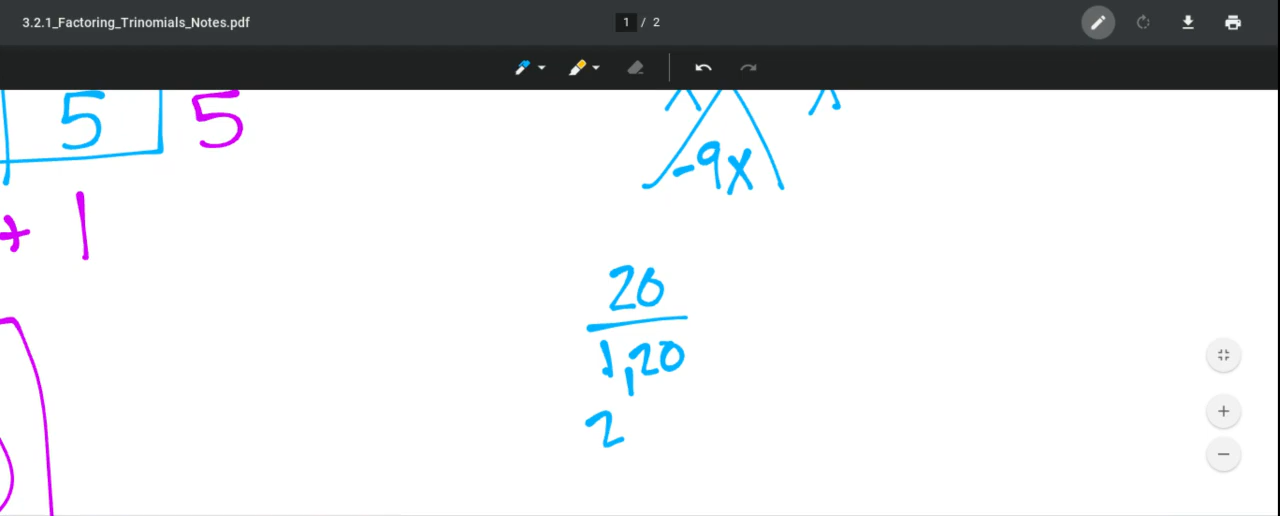 3.2.1_Factoring_Trinomials_Notes.pdf
1 / 2
5 5
-9x
+ 1
20
1,20
2